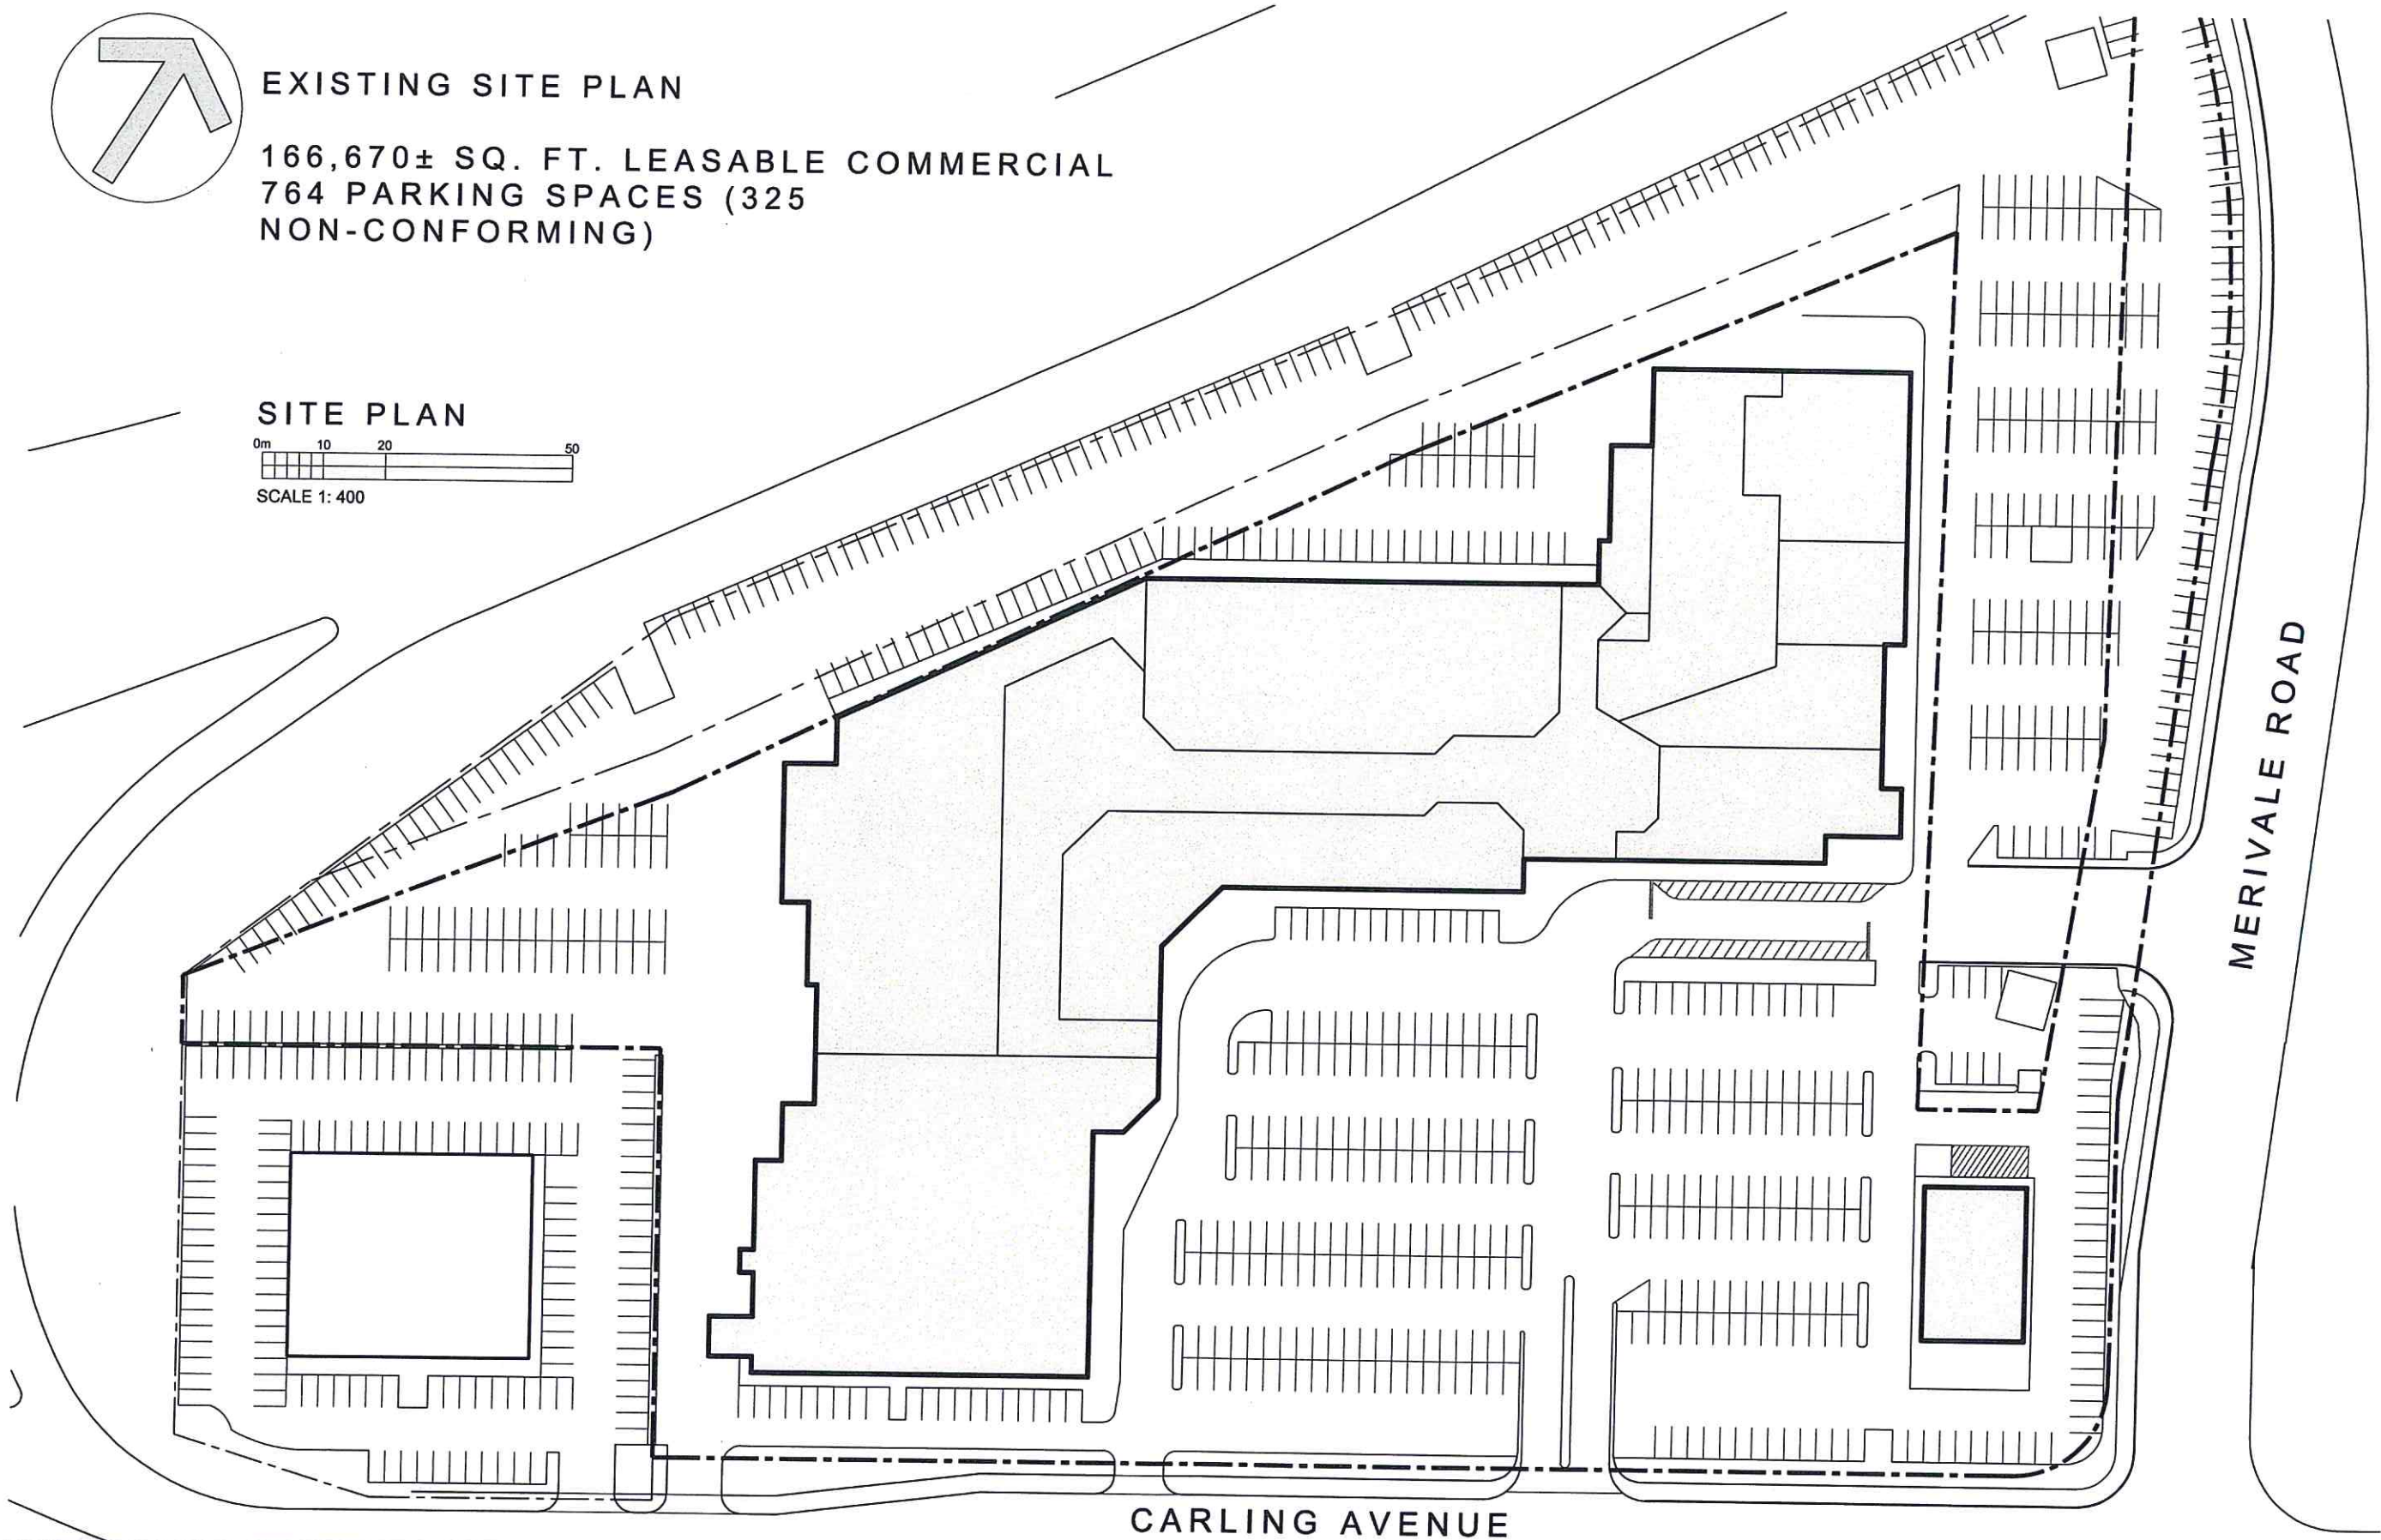 EXISTING SITE PLAN
166,670± SQ. FT. LEASABLE COMMERCIAL
764 PARKING SPACES (325
NON-CONFORMING)
SITE PLAN
0m 10 20 50
SCALE 1: 400
MERIVALE ROAD
CARLING AVENUE